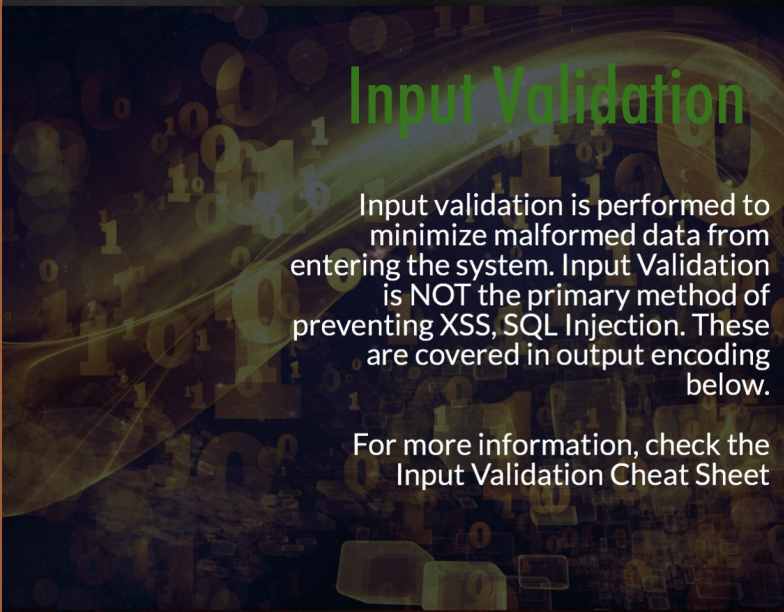 Input Validation
Input validation is performed to
minimize malformed data from
entering the system. Input Validation
is NOT the primary method of
preventing XSS, SQL Injection. These
are covered in output encoding
below.
For more information, check the
Input Validation Cheat Sheet